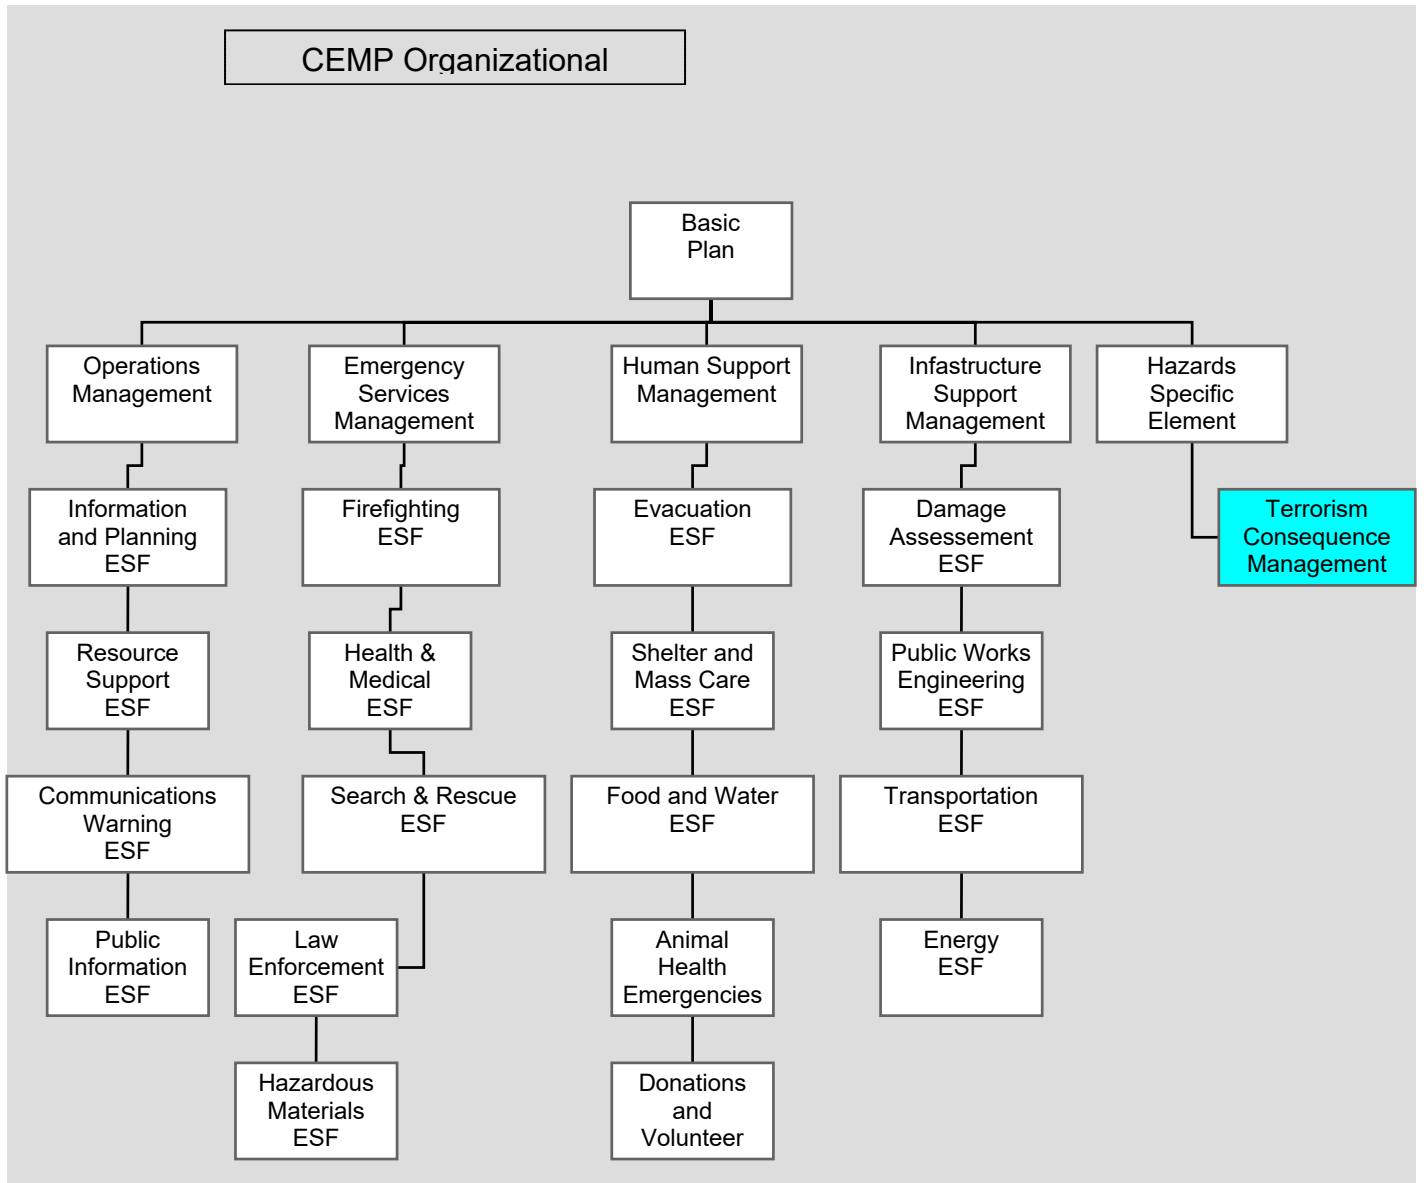 CEMP Organizational
Basic
Plan
Operations
Management
Emergency
Services
Management
Human Support
Management
Infastructure
Support
Management
Hazards
Specific
Element
Information
and Planning
ESF
Firefighting
ESF
Evacuation
ESF
Damage
Assessement
ESF
Terrorism
Consequence
Management
Resource
Support
ESF
Health &
Medical
ESF
Shelter and
Mass Care
ESF
Public Works
Engineering
ESF
Communications
Warning
ESF
Search & Rescue
ESF
Food and Water
ESF
Transportation
ESF
Public
Information
ESF
Law
Enforcement
ESF
Animal
Health
Emergencies
Energy
ESF
Hazardous
Materials
ESF
Donations
and
Volunteer